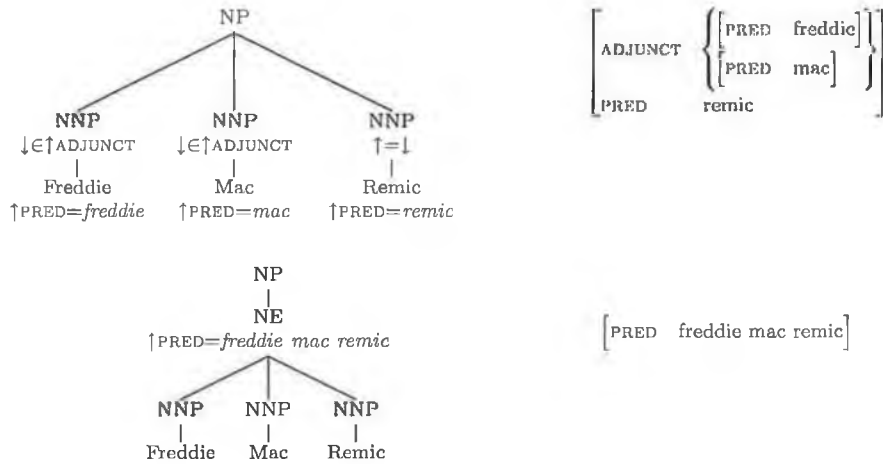 NP
NNP NNP NNP
↓∈↑ADJUNCT ↓∈↑ADJUNCT ↑=↓
Freddie Mac Remic
↑PRED=freddie ↑PRED=mac ↑PRED=remic
ADJUNCT {[PRED freddie] [PRED mac]}
PRED remic
NP
NE
↑PRED=freddie mac remic
NNP NNP NNP
Freddie Mac Remic
[PRED freddie mac remic]